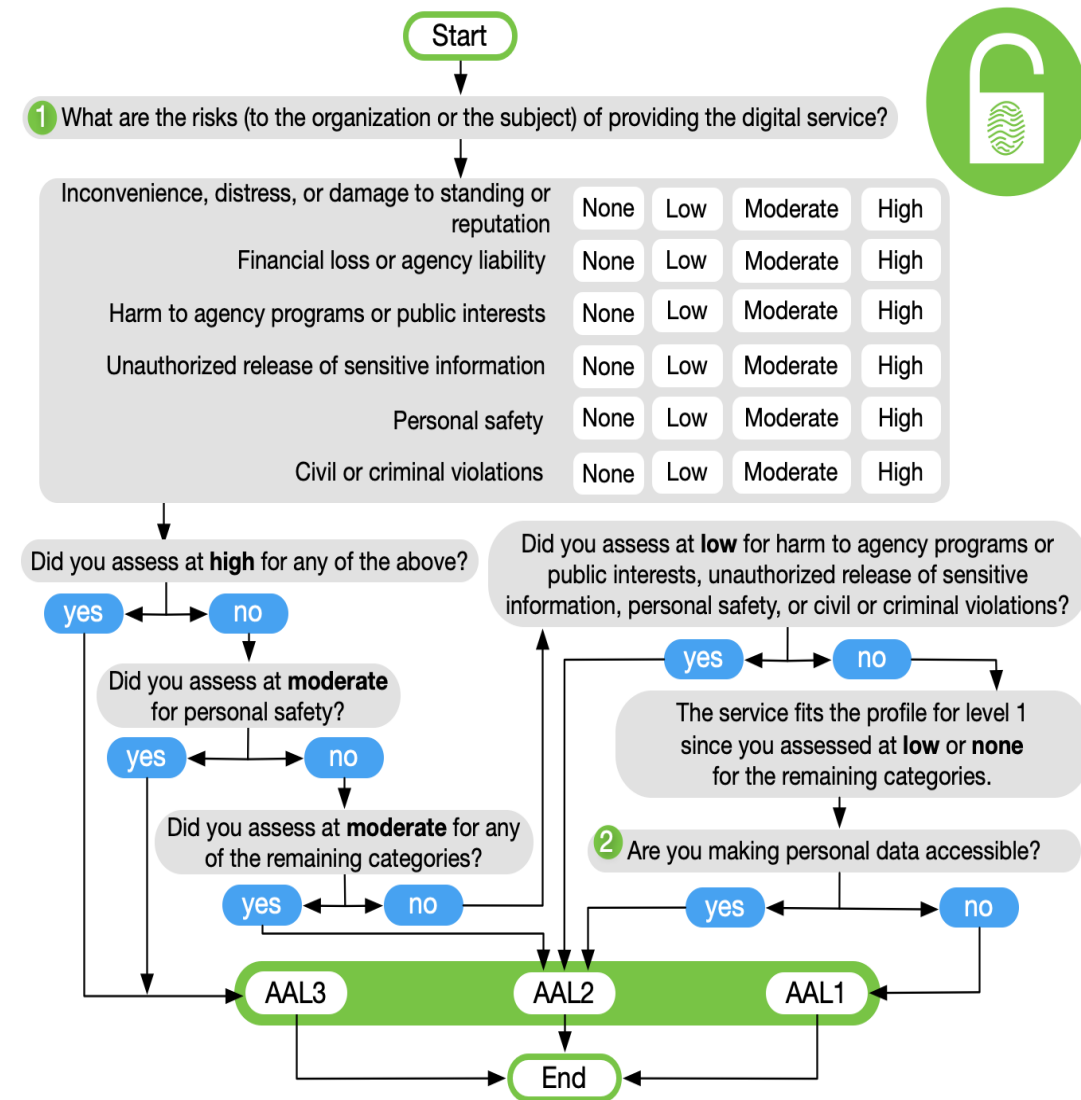 Start
1 What are the risks (to the organization or the subject) of providing the digital service?
Inconvenience, distress, or damage to standing or
reputation
None Low Moderate High
Financial loss or agency liability None Low Moderate High
Harm to agency programs or public interests None Low Moderate High
Unauthorized release of sensitive information None Low Moderate High
Personal safety None Low Moderate High
Civil or criminal violations None Low Moderate High
Did you assess at high for any of the above?
yes no
Did you assess at moderate
for personal safety?
yes no
Did you assess at moderate for any
of the remaining categories?
yes no
Did you assess at low for harm to agency programs or
public interests, unauthorized release of sensitive
information, personal safety, or civil or criminal violations?
yes no
The service fits the profile for level 1
since you assessed at low or none
for the remaining categories.
2 Are you making personal data accessible?
yes no
AAL3 AAL2 AAL1
End